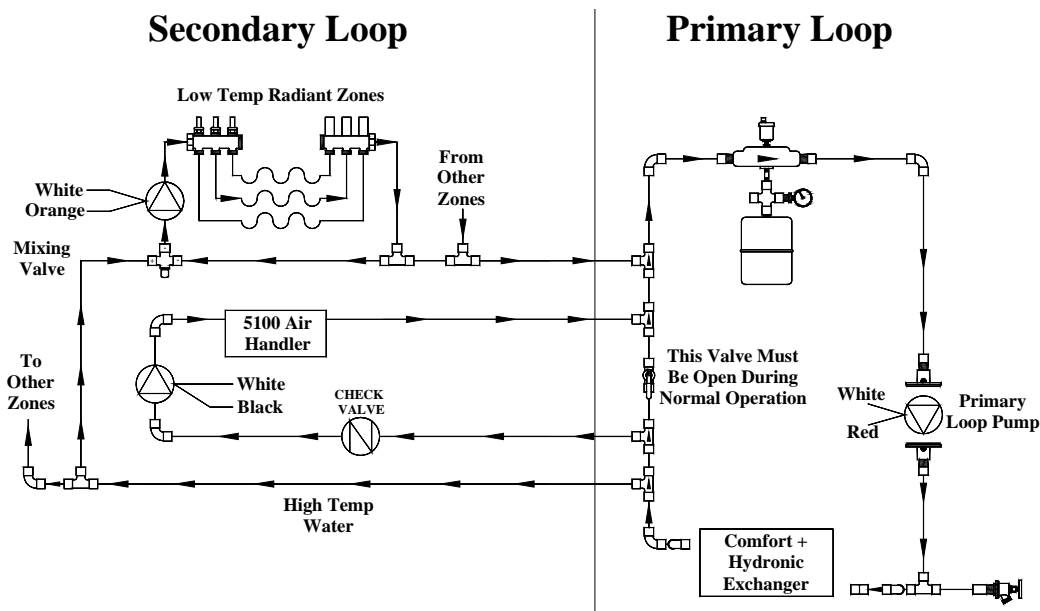 Secondary Loop
Primary Loop
Low Temp Radiant Zones
From
Other
Zones
White
Orange
Mixing
Valve
5100 Air
Handler
To
Other
Zones
White
Black
CHECK
VALVE
This Valve Must
Be Open During
Normal Operation
White
Red
Primary
Loop Pump
High Temp
Water
Comfort +
Hydronic
Exchanger